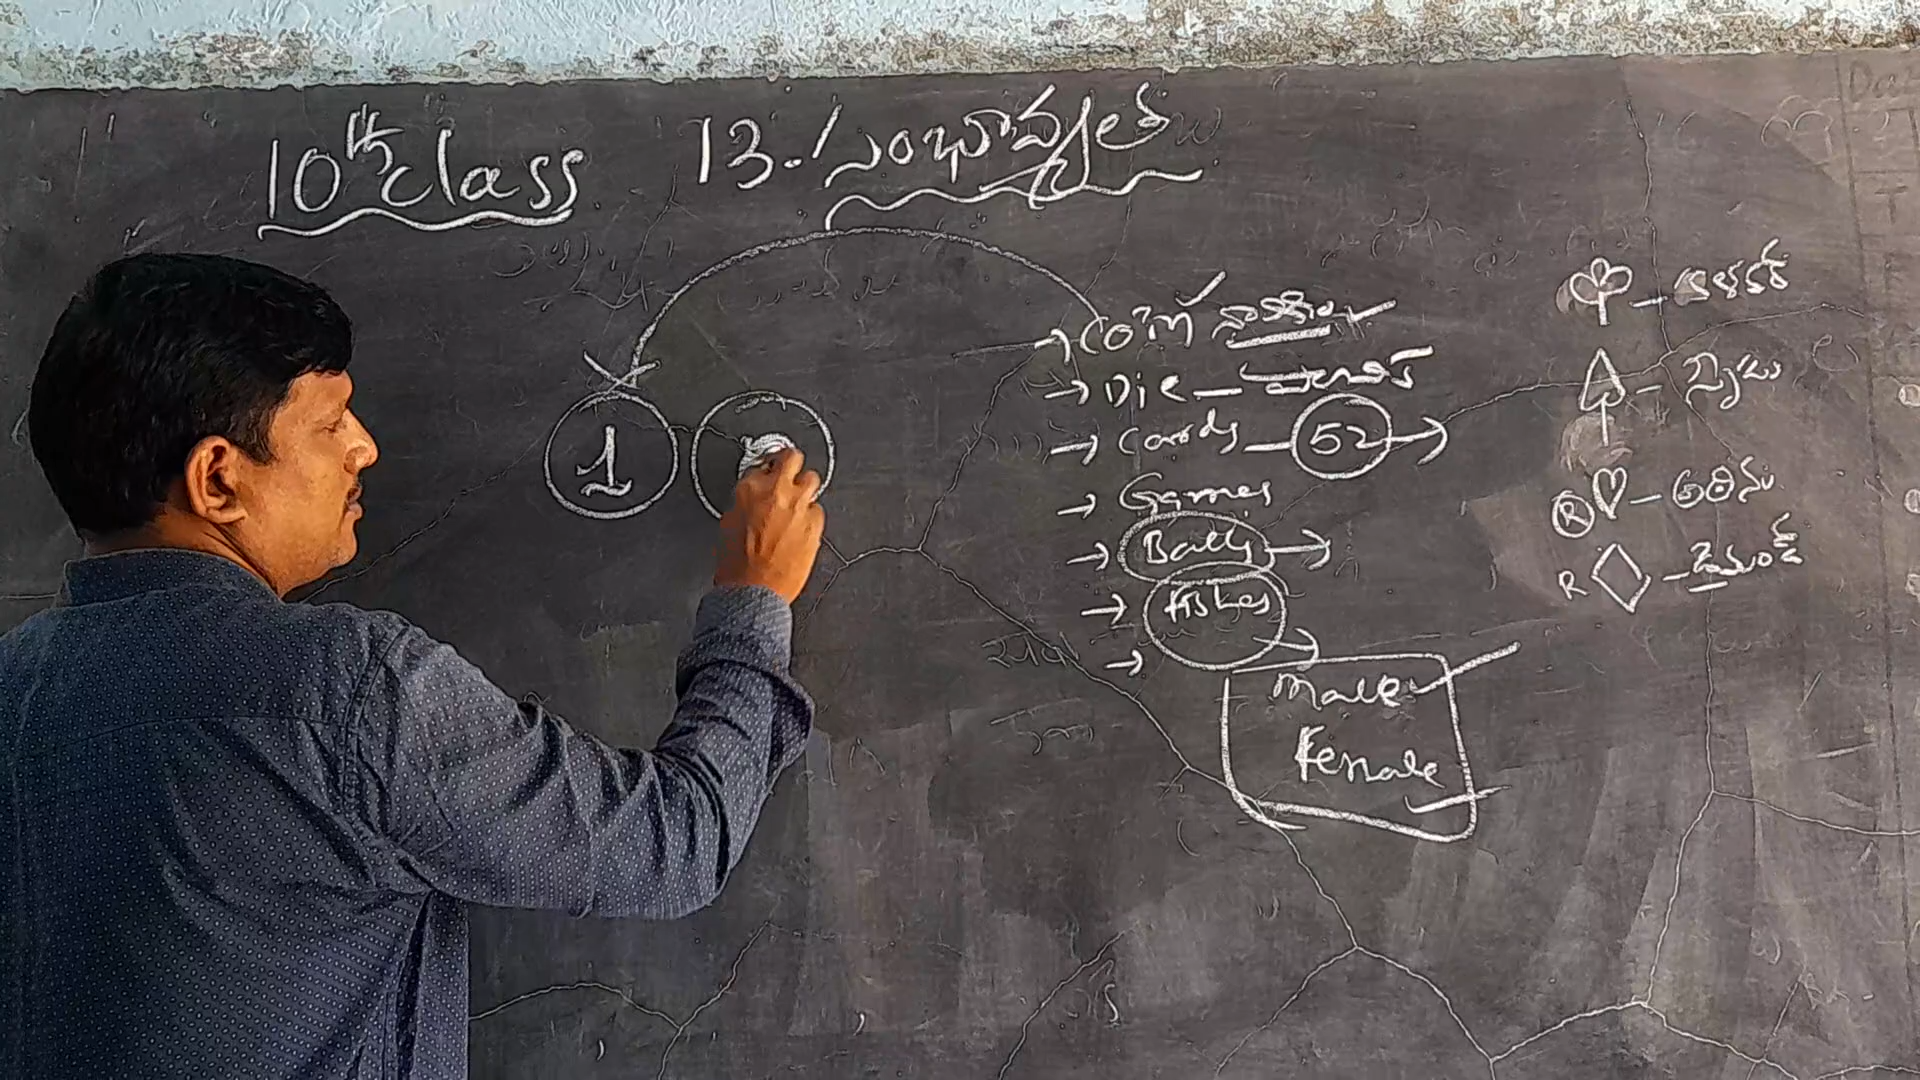 10th class 13. సంభావ్యత
1
→ Coin నాణెం
→ Die —
→ Cards — 52 →
→ Games
→ Balls →
→ Fishes →
→
Male
Female
♣ — కళావర్
♠ —
R ♡ — ఆఠీను
R ◇ — డైమండ్